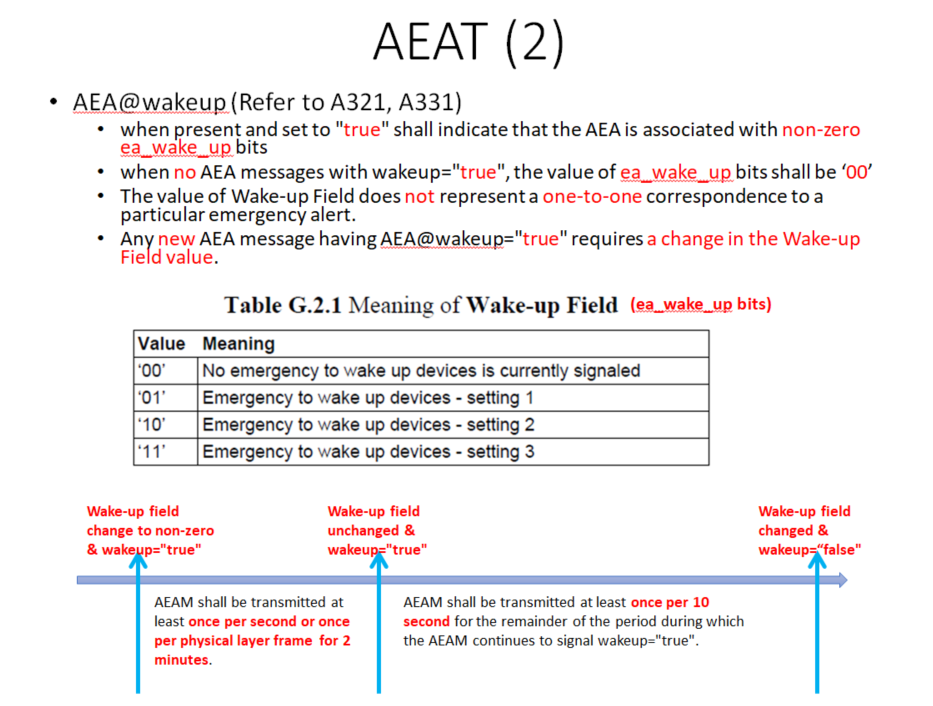 AEAT (2)
• AEA@wakeup (Refer to A321, A331)
• when present and set to "true" shall indicate that the AEA is associated with non-zero
ea_wake_up bits
• when no AEA messages with wakeup="true", the value of ea_wake_up bits shall be ‘00’
• The value of Wake-up Field does not represent a one-to-one correspondence to a
particular emergency alert.
• Any new AEA message having AEA@wakeup="true" requires a change in the Wake-up
Field value.
Table G.2.1 Meaning of Wake-up Field (ea_wake_up bits)
Value Meaning
‘00’ No emergency to wake up devices is currently signaled
‘01’ Emergency to wake up devices - setting 1
‘10’ Emergency to wake up devices - setting 2
‘11’ Emergency to wake up devices - setting 3
Wake-up field
change to non-zero
& wakeup="true"
Wake-up field
unchanged &
wakeup="true"
Wake-up field
changed &
wakeup=“false"
AEAM shall be transmitted at
least once per second or once
per physical layer frame for 2
minutes.
AEAM shall be transmitted at least once per 10
second for the remainder of the period during which
the AEAM continues to signal wakeup="true".